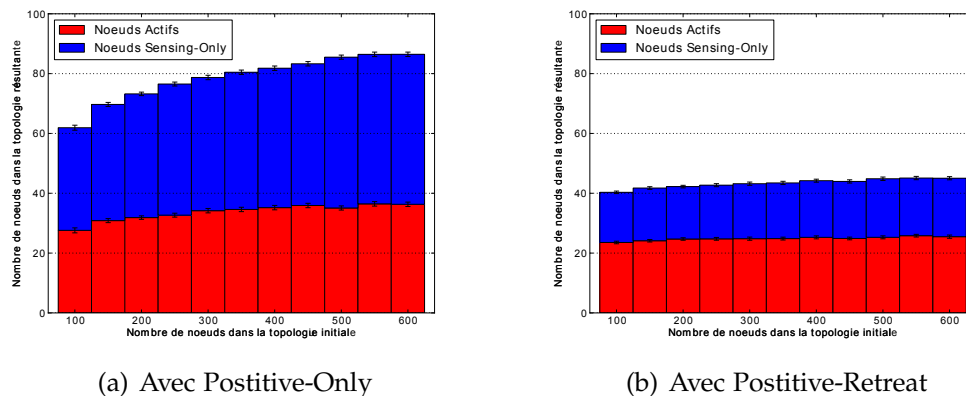 Nombre de noeuds dans la topologie résultante
100
80
60
40
20
0
Noeuds Actifs
Noeuds Sensing-Only
100 200 300 400 500 600
Nombre de noeuds dans la topologie initiale
(a) Avec Postitive-Only
Nombre de noeuds dans la topologie résultante
100
80
60
40
20
0
Noeuds Actifs
Noeuds Sensing-Only
100 200 300 400 500 600
Nombre de noeuds dans la topologie initiale
(b) Avec Postitive-Retreat